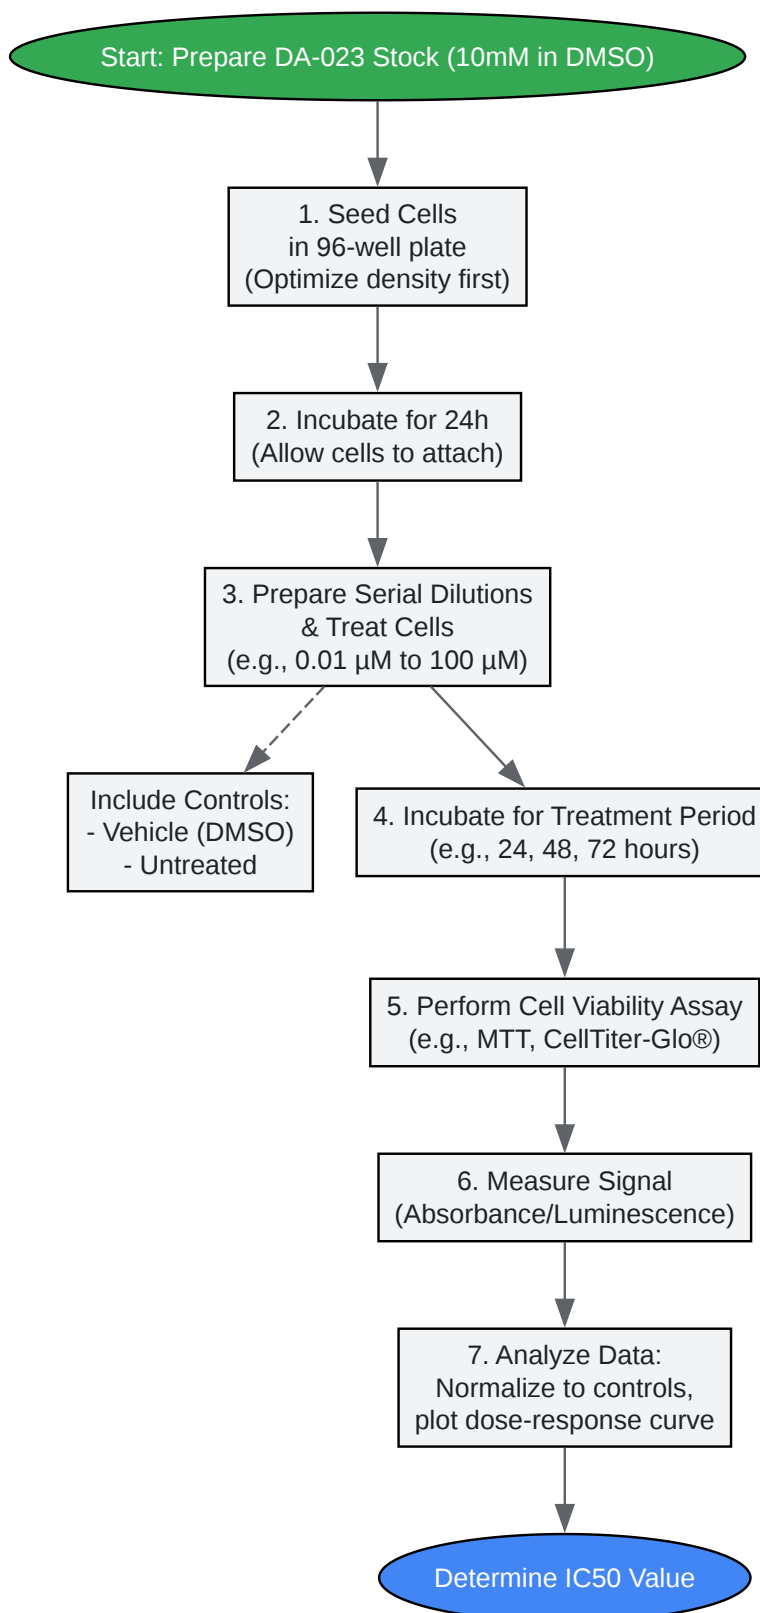 Start: Prepare DA-023 Stock (10mM in DMSO)
1. Seed Cells
in 96-well plate
(Optimize density first)
2. Incubate for 24h
(Allow cells to attach)
3. Prepare Serial Dilutions
& Treat Cells
(e.g., 0.01 µM to 100 µM)
Include Controls:
- Vehicle (DMSO)
- Untreated
4. Incubate for Treatment Period
(e.g., 24, 48, 72 hours)
5. Perform Cell Viability Assay
(e.g., MTT, CellTiter-Glo®)
6. Measure Signal
(Absorbance/Luminescence)
7. Analyze Data:
Normalize to controls,
plot dose-response curve
Determine IC50 Value